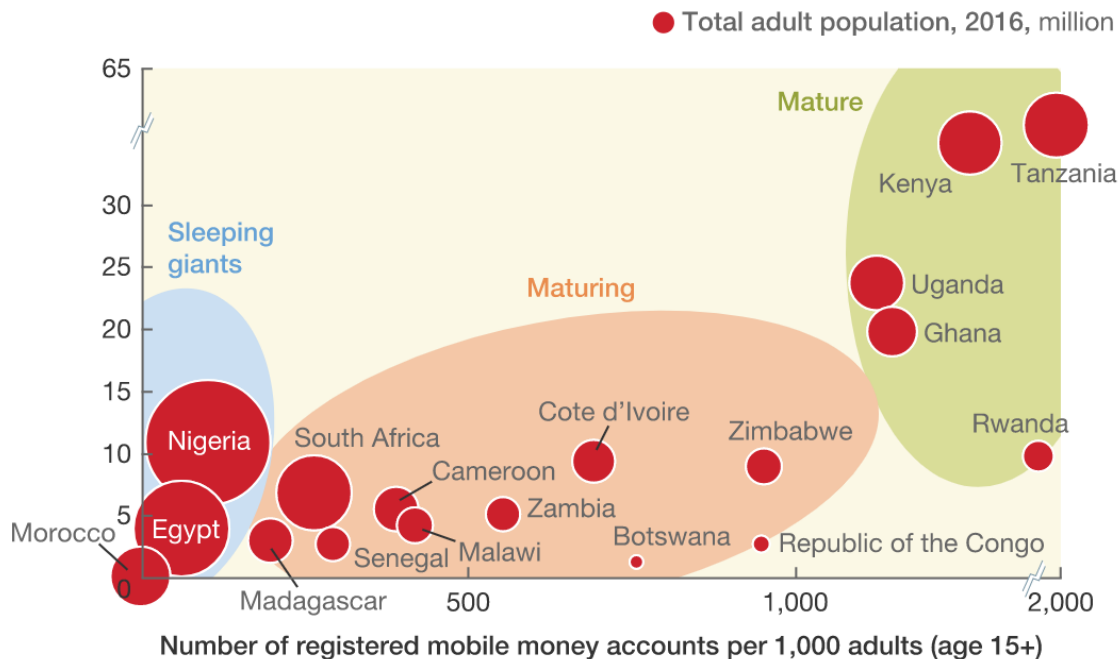 Total adult population, 2016, million
65
Mature
Kenya
Tanzania
30
Sleeping
giants
25
Maturing
Uganda
20
Ghana
15
Cote d’Ivoire
Nigeria
South Africa
Zimbabwe
Rwanda
10
Cameroon
5
Zambia
Morocco
Egypt
Senegal
Malawi
Botswana
Republic of the Congo
0
Madagascar
500
1,000
2,000
Number of registered mobile money accounts per 1,000 adults (age 15+)